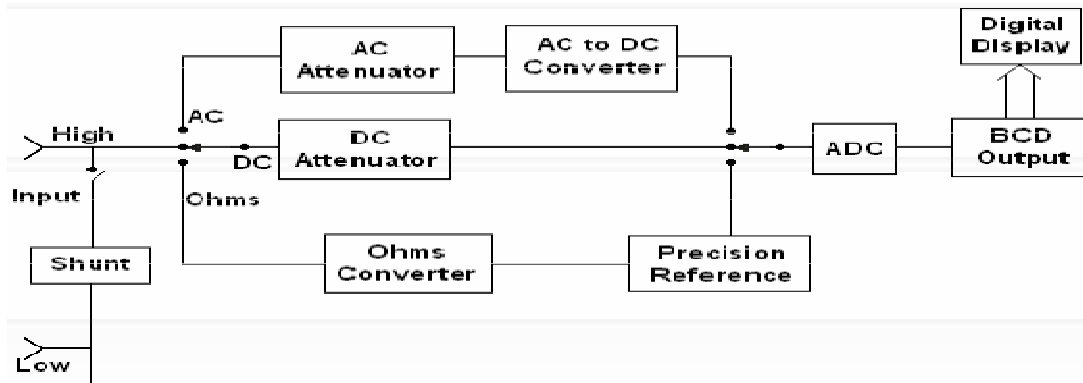 Digital
Display
AC
Attenuator
AC to DC
Converter
AC
High
DC
DC
Attenuator
ADC
BCD
Output
Input
Ohms
Shunt
Ohms
Converter
Precision
Reference
Low